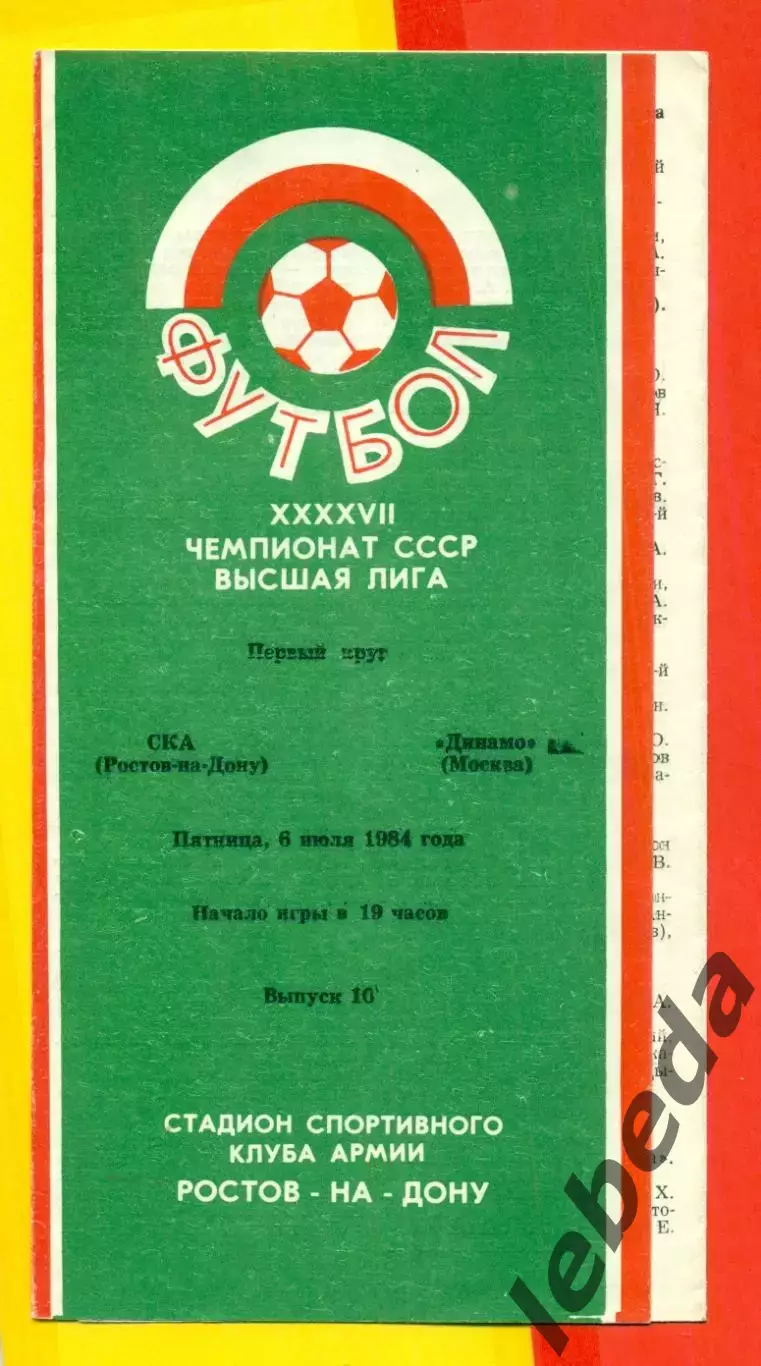 ФУТБОЛ
XXXXVII
ЧЕМПИОНАТ СССР
ВЫСШАЯ ЛИГА
Первый круг
СКА
(Ростов-на-Дону)
«Динамо»
(Москва)
Пятница, 6 июля 1984 года
Начало игры в 19 часов
Выпуск 10
СТАДИОН СПОРТИВНОГО
КЛУБА АРМИИ
РОСТОВ - НА - ДОНУ
lebeda